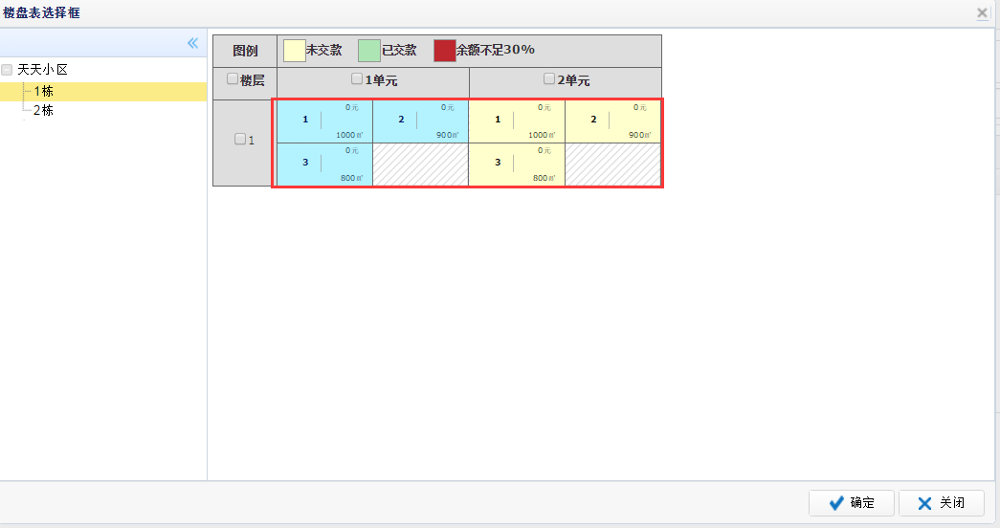 楼盘表选择框
天天小区
1栋
2栋
图例 未交款 已交款 余额不足30%
楼层 1单元 2单元
1
1 0元 1000㎡ 2 0元 900㎡ 1 0元 1000㎡ 2 0元 900㎡
3 0元 800㎡ 3 0元 800㎡
确定 关闭